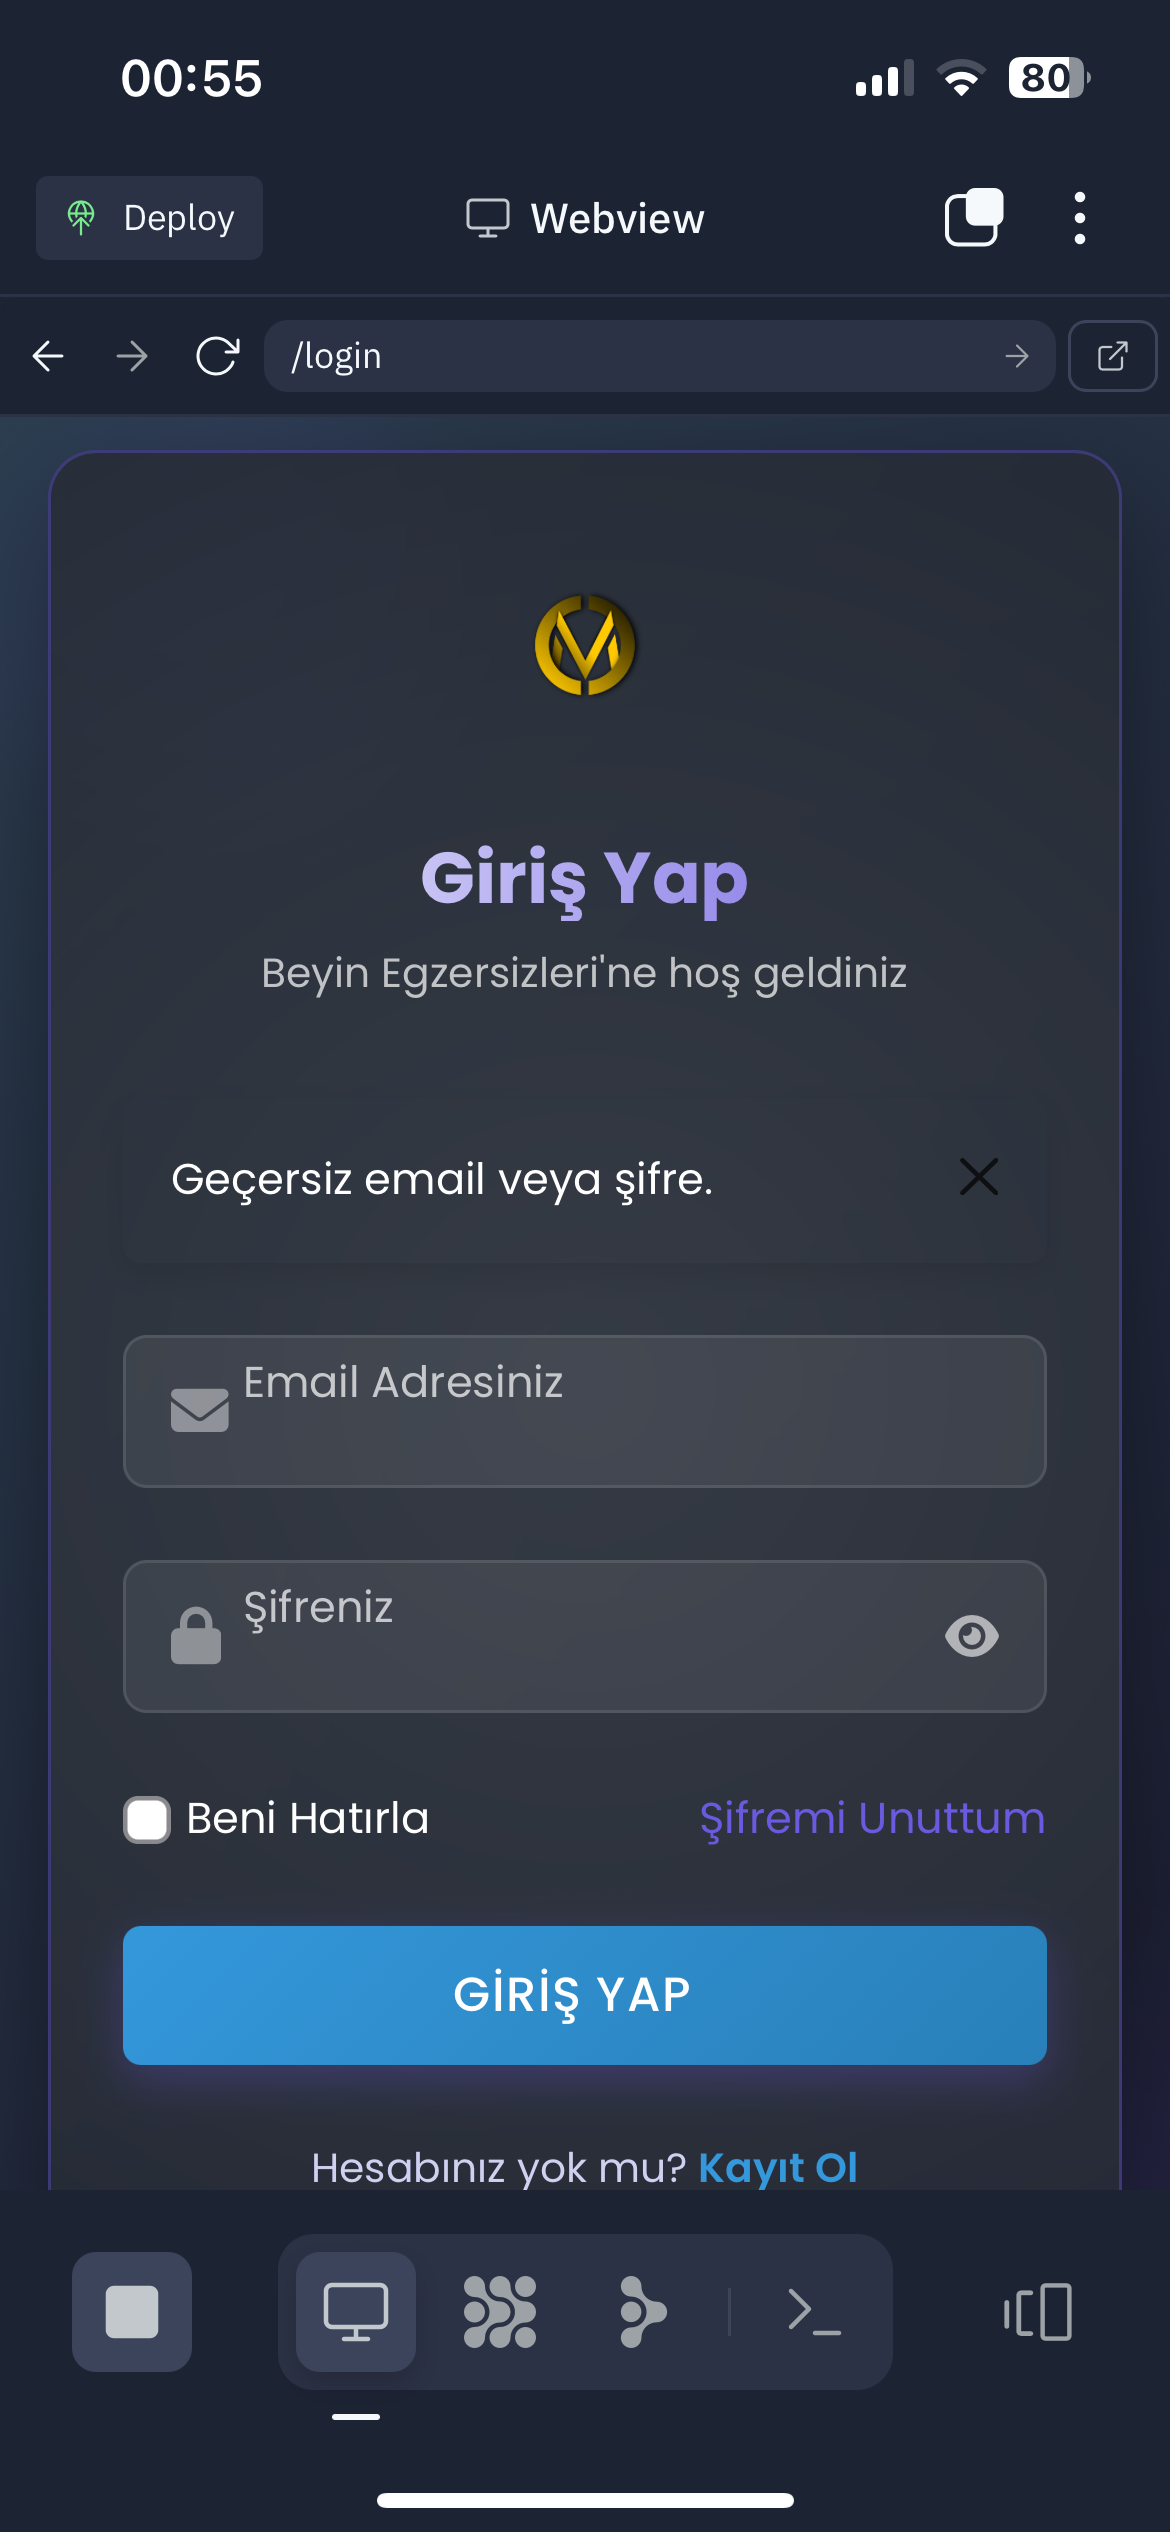 00:55
80
Deploy
Webview
/login
Giriş Yap
Beyin Egzersizleri'ne hoş geldiniz
Geçersiz email veya şifre.
Email Adresiniz
Şifreniz
Beni Hatırla
Şifremi Unuttum
GİRİŞ YAP
Hesabınız yok mu? Kayıt Ol